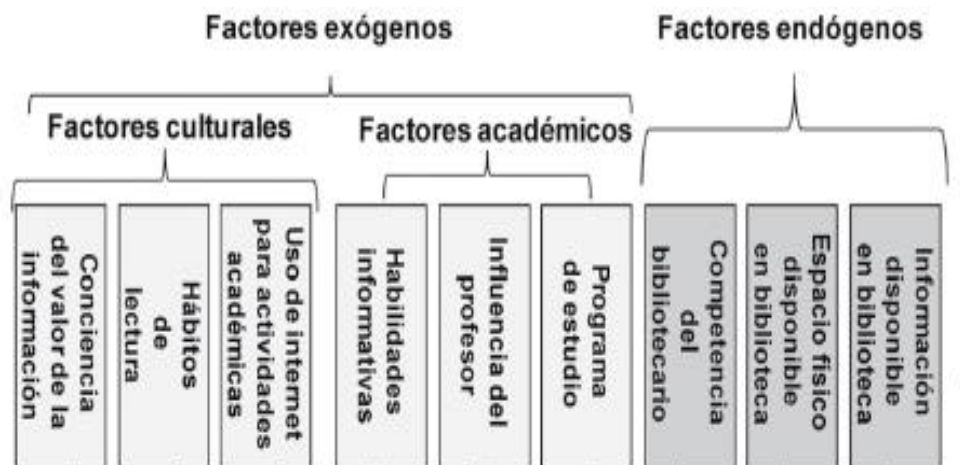 Factores exógenos
Factores endógenos
Factores culturales
Factores académicos
Conciencia
del valor de la
información
Hábitos
de
lectura
Uso de internet
para actividades
académicas
Habilidades
informativas
Influencia del
profesor
Programa
de estudio
Competencia
del
bibliotecario
Espacio físico
disponible
en biblioteca
Información
disponible
en biblioteca